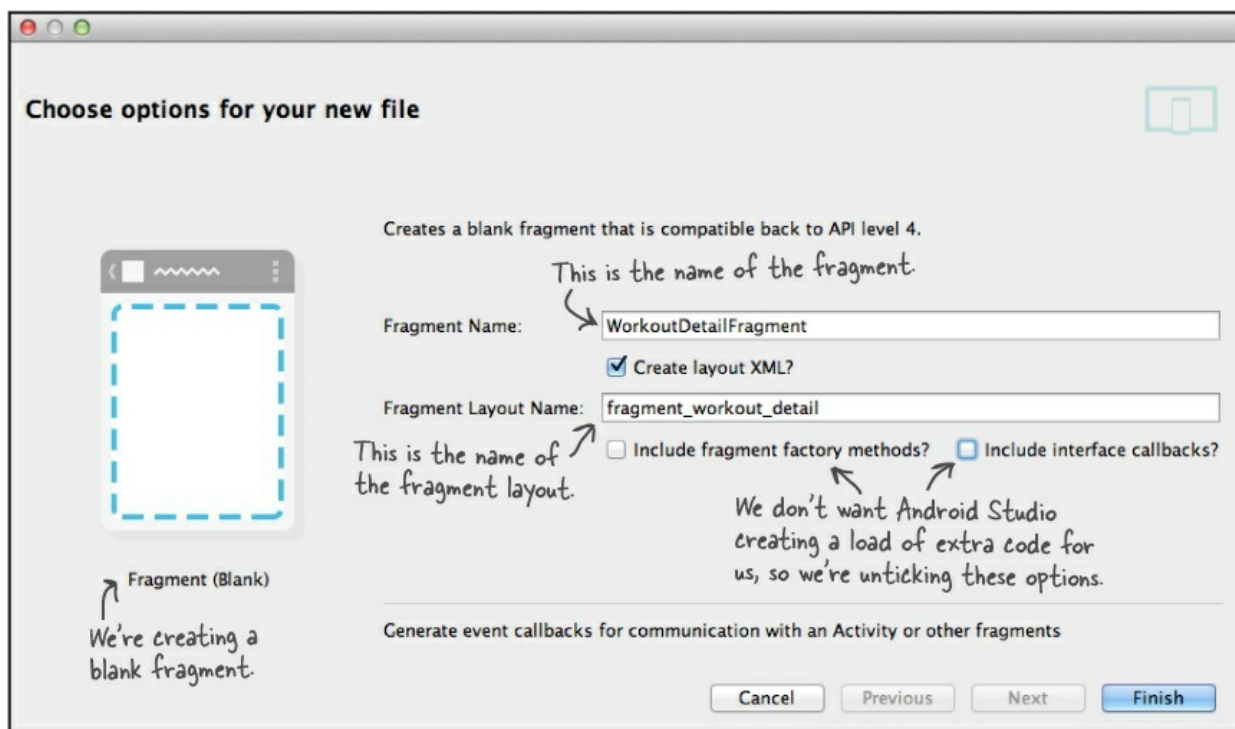 Choose options for your new file
Creates a blank fragment that is compatible back to API level 4.
This is the name of the fragment.
Fragment Name:
WorkoutDetailFragment
Create layout XML?
Fragment Layout Name:
fragment_workout_detail
This is the name of
the fragment layout.
Include fragment factory methods?
Include interface callbacks?
We don't want Android Studio
creating a load of extra code for
us, so we're unticking these options.
Fragment (Blank)
We're creating a
blank fragment.
Generate event callbacks for communication with an Activity or other fragments
Cancel
Previous
Next
Finish